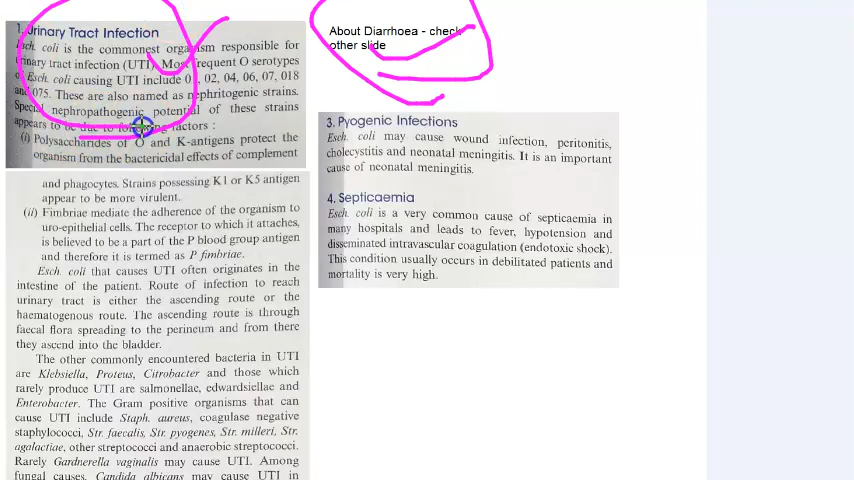 1. Urinary Tract Infection
Esch. coli is the commonest organism responsible for
urinary tract infection (UTI). Most frequent O serotypes
of Esch. coli causing UTI include 01, 02, 04, 06, 07, 018
and 075. These are also named as nephritogenic strains.
Special nephropathogenic potential of these strains
appears to be due to following factors :
(i) Polysaccharides of O and K-antigens protect the
organism from the bactericidal effects of complement
and phagocytes. Strains possessing K1 or K5 antigen
appear to be more virulent.
(ii) Fimbriae mediate the adherence of the organism to
uro-epithelial cells. The receptor to which it attaches,
is believed to be a part of the P blood group antigen
and therefore it is termed as P fimbriae.
Esch. coli that causes UTI often originates in the
intestine of the patient. Route of infection to reach
urinary tract is either the ascending route or the
haematogenous route. The ascending route is through
faecal flora spreading to the perineum and from there
they ascend into the bladder.
The other commonly encountered bacteria in UTI
are Klebsiella, Proteus, Citrobacter and those which
rarely produce UTI are salmonellae, edwardsiellae and
Enterobacter. The Gram positive organisms that can
cause UTI include Staph. aureus, coagulase negative
staphylococci, Str. faecalis, Str. pyogenes, Str. milleri, Str.
agalactiae, other streptococci and anaerobic streptococci.
Rarely Gardnerella vaginalis may cause UTI. Among
fungal causes, Candida albicans may cause UTI in
About Diarrhoea - check
other slide
3. Pyogenic Infections
Esch. coli may cause wound infection, peritonitis,
cholecystitis and neonatal meningitis. It is an important
cause of neonatal meningitis.
4. Septicaemia
Esch. coli is a very common cause of septicaemia in
many hospitals and leads to fever, hypotension and
disseminated intravascular coagulation (endotoxic shock).
This condition usually occurs in debilitated patients and
mortality is very high.